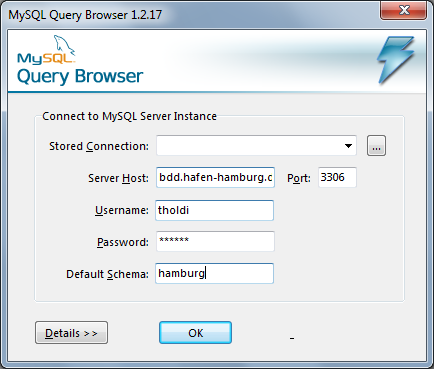 MySQL Query Browser 1.2.17
MySQL
Query Browser
Connect to MySQL Server Instance
Stored Connection: ...
Server Host: bdd.hafen-hamburg.c Port: 3306
Username: tholdi
Password: ******
Default Schema: hamburg
Details >> OK -